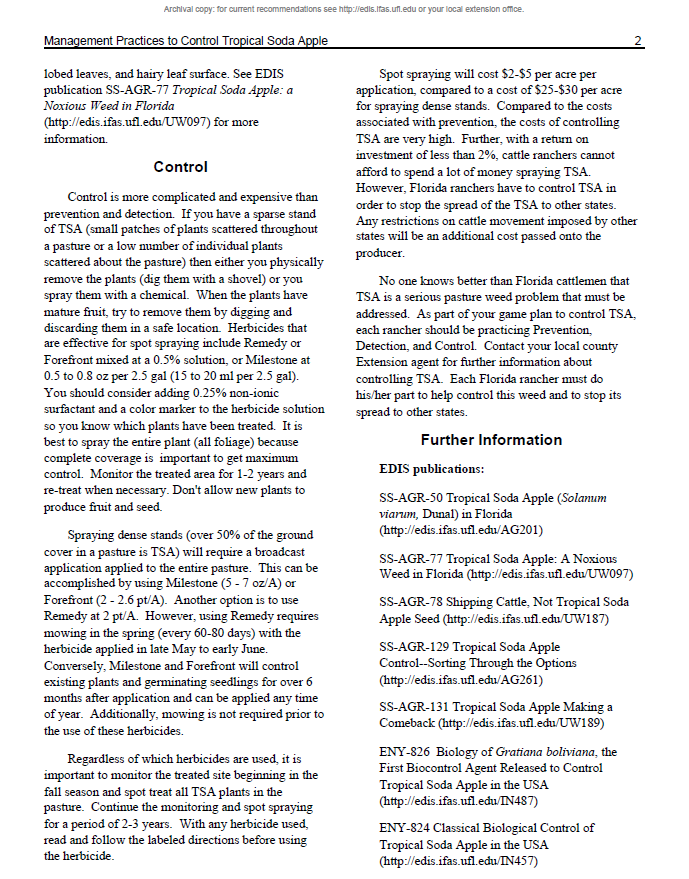 Archival copy: for current recommendations see http://edis.ifas.ufl.edu or your local extension office.
Management Practices to Control Tropical Soda Apple 2
lobed leaves, and hairy leaf surface. See EDIS
publication SS-AGR-77 Tropical Soda Apple: a
Noxious Weed in Florida
(http://edis.ifas.ufl.edu/UW097) for more
information.
Control
Control is more complicated and expensive than
prevention and detection. If you have a sparse stand
of TSA (small patches of plants scattered throughout
a pasture or a low number of individual plants
scattered about the pasture) then either you physically
remove the plants (dig them with a shovel) or you
spray them with a chemical. When the plants have
mature fruit, try to remove them by digging and
discarding them in a safe location. Herbicides that
are effective for spot spraying include Remedy or
Forefront mixed at a 0.5% solution, or Milestone at
0.5 to 0.8 oz per 2.5 gal (15 to 20 ml per 2.5 gal).
You should consider adding 0.25% non-ionic
surfactant and a color marker to the herbicide solution
so you know which plants have been treated. It is
best to spray the entire plant (all foliage) because
complete coverage is important to get maximum
control. Monitor the treated area for 1-2 years and
re-treat when necessary. Don't allow new plants to
produce fruit and seed.
Spraying dense stands (over 50% of the ground
cover in a pasture is TSA) will require a broadcast
application applied to the entire pasture. This can be
accomplished by using Milestone (5 - 7 oz/A) or
Forefront (2 - 2.6 pt/A). Another option is to use
Remedy at 2 pt/A. However, using Remedy requires
mowing in the spring (every 60-80 days) with the
herbicide applied in late May to early June.
Conversely, Milestone and Forefront will control
existing plants and germinating seedlings for over 6
months after application and can be applied any time
of year. Additionally, mowing is not required prior to
the use of these herbicides.
Regardless of which herbicides are used, it is
important to monitor the treated site beginning in the
fall season and spot treat all TSA plants in the
pasture. Continue the monitoring and spot spraying
for a period of 2-3 years. With any herbicide used,
read and follow the labeled directions before using
the herbicide.
Spot spraying will cost $2-$5 per acre per
application, compared to a cost of $25-$30 per acre
for spraying dense stands. Compared to the costs
associated with prevention, the costs of controlling
TSA are very high. Further, with a return on
investment of less than 2%, cattle ranchers cannot
afford to spend a lot of money spraying TSA.
However, Florida ranchers have to control TSA in
order to stop the spread of the TSA to other states.
Any restrictions on cattle movement imposed by other
states will be an additional cost passed onto the
producer.
No one knows better than Florida cattlemen that
TSA is a serious pasture weed problem that must be
addressed. As part of your game plan to control TSA,
each rancher should be practicing Prevention,
Detection, and Control. Contact your local county
Extension agent for further information about
controlling TSA. Each Florida rancher must do
his/her part to help control this weed and to stop its
spread to other states.
Further Information
EDIS publications:
SS-AGR-50 Tropical Soda Apple (Solanum
viarum, Dunal) in Florida
(http://edis.ifas.ufl.edu/AG201)
SS-AGR-77 Tropical Soda Apple: A Noxious
Weed in Florida (http://edis.ifas.ufl.edu/UW097)
SS-AGR-78 Shipping Cattle, Not Tropical Soda
Apple Seed (http://edis.ifas.ufl.edu/UW187)
SS-AGR-129 Tropical Soda Apple
Control--Sorting Through the Options
(http://edis.ifas.ufl.edu/AG261)
SS-AGR-131 Tropical Soda Apple Making a
Comeback (http://edis.ifas.ufl.edu/UW189)
ENY-826 Biology of Gratiana boliviana, the
First Biocontrol Agent Released to Control
Tropical Soda Apple in the USA
(http://edis.ifas.ufl.edu/IN487)
ENY-824 Classical Biological Control of
Tropical Soda Apple in the USA
(http://edis.ifas.ufl.edu/IN457)